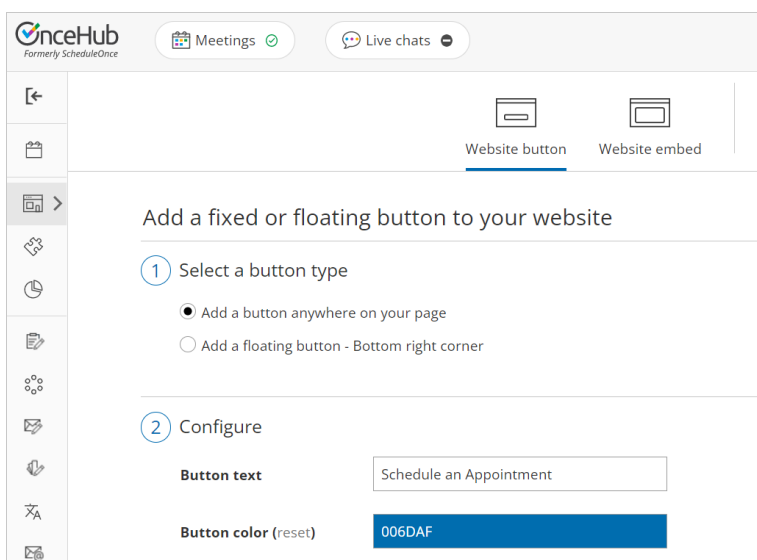 OnceHub
Formerly ScheduleOnce
Meetings
Live chats
Website button
Website embed
Add a fixed or floating button to your website
1 Select a button type
Add a button anywhere on your page
Add a floating button - Bottom right corner
2 Configure
Button text
Schedule an Appointment
Button color (reset)
006DAF